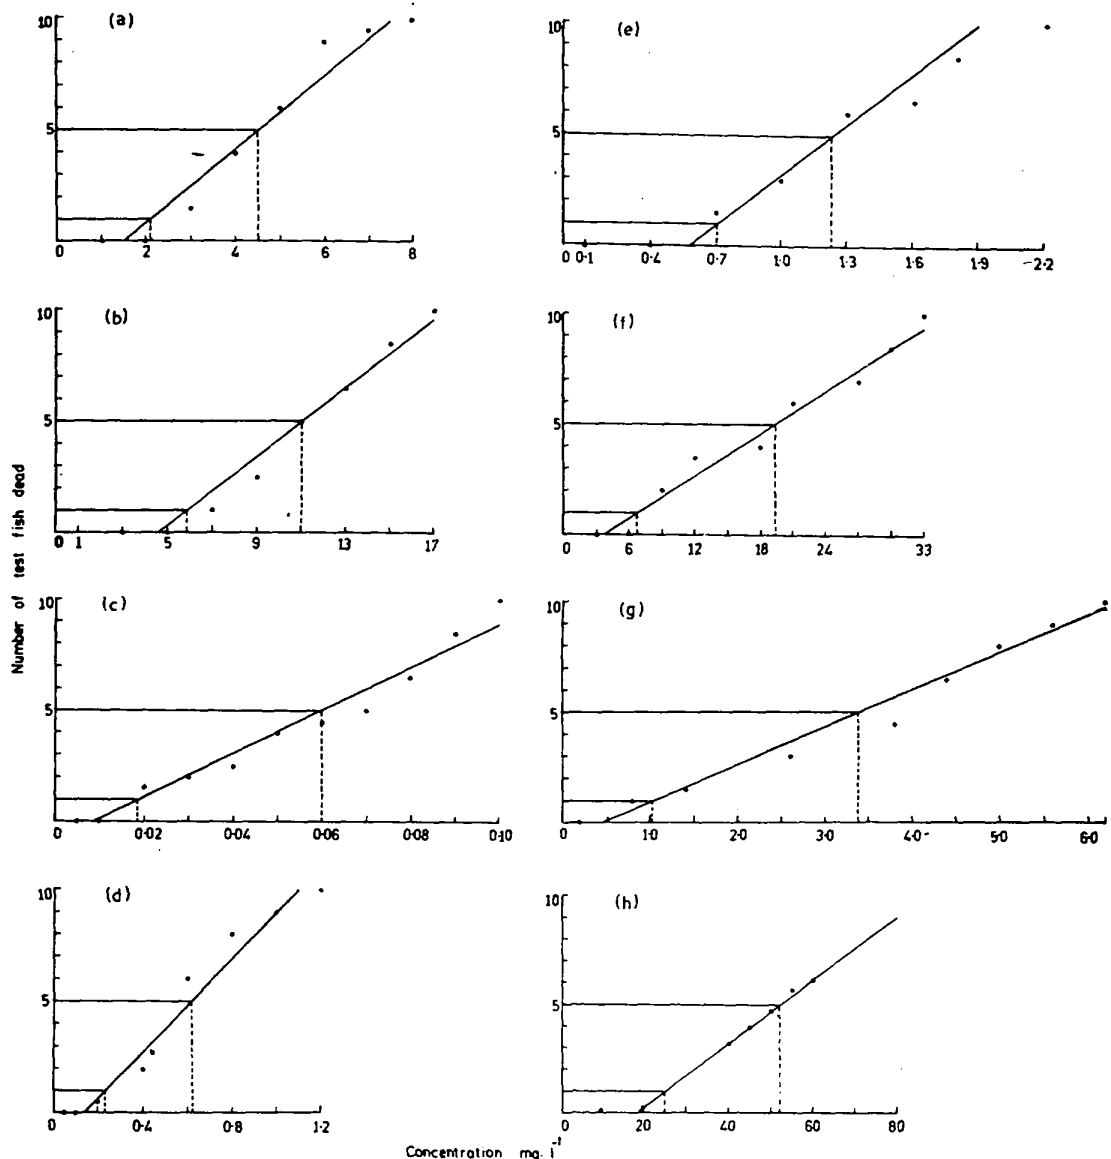 (a)
10
5
0
2
4
6
8
(e)
10
5
0 0·1 0·4 0·7 1·0 1·3 1·6 1·9 2·2
(b)
10
5
0 1 5 9 13 17
(f)
10
5
0 6 12 18 24 33
Number of test fish dead
(c)
10
5
0 0·02 0·04 0·06 0·08 0·10
(g)
10
5
0 1·0 2·0 3·0 4·0 5·0 6·0
(d)
10
5
0 0·4 0·8 1·2
(h)
10
5
0 20 40 60 80
Concentration mg. l⁻¹